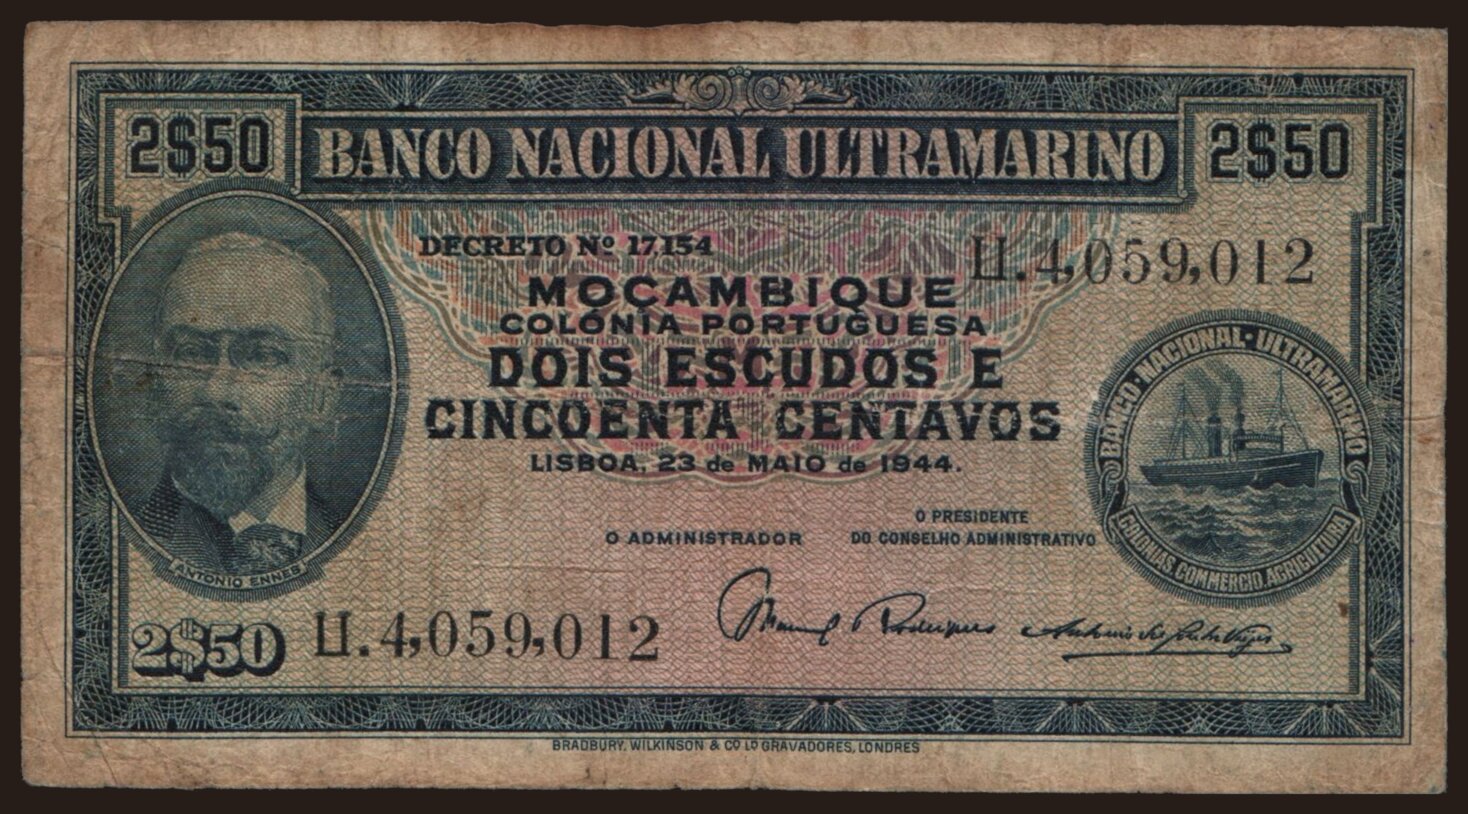 2$50 BANCO NACIONAL ULTRAMARINO 2$50
DECRETO Nº 17,154
Ц.4,059,012
MOÇAMBIQUE
COLÓNIA PORTUGUESA
DOIS ESCUDOS E
CINCOENTA CENTAVOS
LISBOA, 23 de MAIO de 1944.
BANCO·NACIONAL·ULTRAMARINO
COLONIAS, COMMERCIO, AGRICULTURA
O ADMINISTRADOR
O PRESIDENTE
DO CONSELHO ADMINISTRATIVO
ANTONIO ENNES
2$50 Ц.4,059,012
BRADBURY, WILKINSON & Cº Lº GRAVADORES, LONDRES